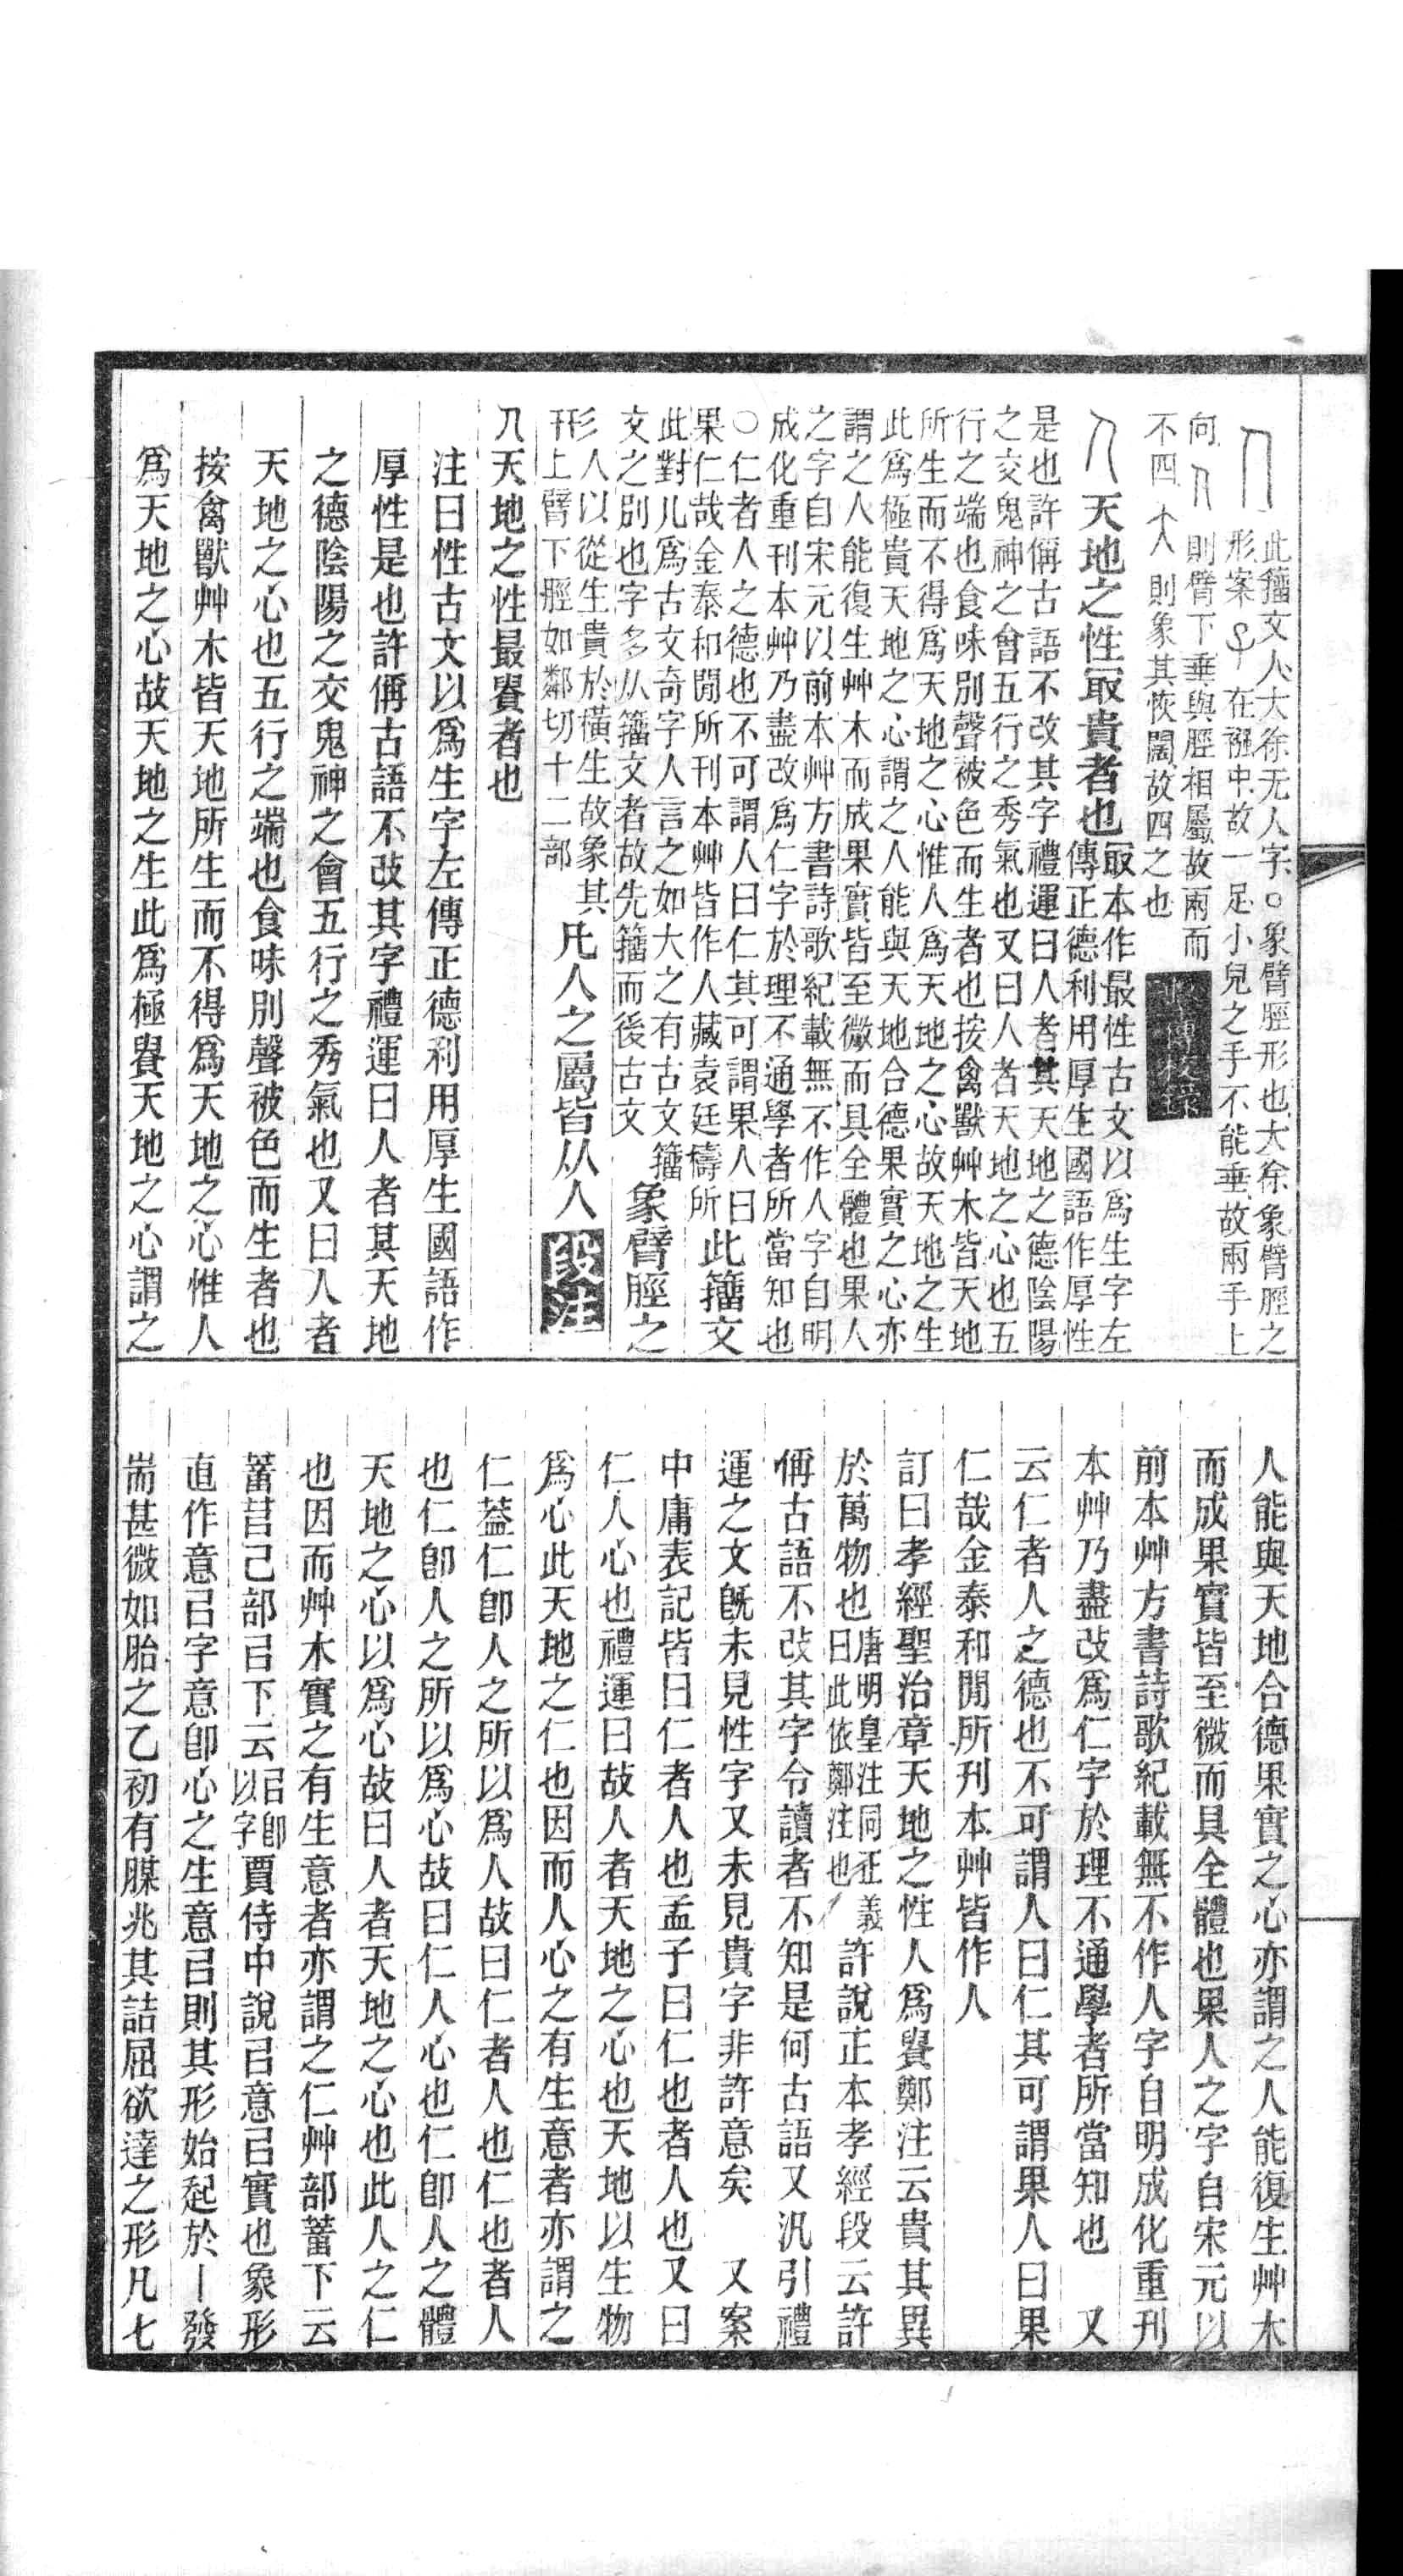 此籀文人大徐无人字○象臂脛形也大徐象臂脛之
形案𠫓在襁中故一足小兒之手不能垂故兩手上
向𠆢則臂下垂與脛相屬故兩而
不四大則象其恢闊故四之也
人天地之性㝡貴者也
㝡本作最性古文以爲生字左
傳正德利用厚生國語作厚性
是也許偁古語不改其字禮運曰人者其天地之德陰陽
之交鬼神之會五行之秀氣也又曰人者天地之心也五
行之端也食味別聲被色而生者也按禽獸艸木皆天地
所生而不得爲天地之心惟人爲天地之心故天地之生
此爲極貴天地之心謂之人能與天地合德果實之心亦
謂之人能復生艸木而成果實皆至微而具全體也果人
之字自宋元以前本艸方書詩歌紀載無不作人字自明
成化重刊本艸乃盡改爲仁字於理不通學者所當知也
○仁者人之德也不可謂人曰仁其可謂果人曰
果仁哉金泰和閒所刊本艸皆作人藏袁廷檮所
此籀文
此對儿爲古文奇字人言之如大之有古文籀
文之別也字多从籀文者故先籀而後古文
象臂脛之
形人以從生貴於橫生故象其
形上臂下脛如鄰切十二部
凡人之屬皆从人
段注
人天地之性最貴者也
注曰性古文以爲生字左傳正德利用厚生國語作
厚性是也許偁古語不改其字禮運曰人者其天地
之德陰陽之交鬼神之會五行之秀氣也又曰人者
天地之心也五行之端也食味別聲被色而生者也
按禽獸艸木皆天地所生而不得爲天地之心惟人
爲天地之心故天地之生此爲極貴天地之心謂之
人能與天地合德果實之心亦謂之人能復生艸木
而成果實皆至微而具全體也果人之字自宋元以
前本艸方書詩歌紀載無不作人字自明成化重刊
本艸乃盡改爲仁字於理不通學者所當知也 又
云仁者人之德也不可謂人曰仁其可謂果人曰果
仁哉金泰和閒所刊本艸皆作人
訂曰孝經聖治章天地之性人爲貴鄭注云貴其異
於萬物也唐明皇注同正義曰此依鄭注也許說正本孝經段云許
偁古語不改其字令讀者不知是何古語又汎引禮
運之文旣未見性字又未見貴字非許意矣 又案
中庸表記皆曰仁者人也孟子曰仁也者人也又曰
仁人心也禮運曰故人者天地之心也天地以生物
爲心此天地之仁也因而人心之有生意者亦謂之
仁葢仁卽人之所以爲人故曰仁者人也仁也者人
也仁卽人之所以爲心故曰仁人心也仁卽人之體
天地之心以爲心故曰人者天地之心也此人之仁
也因而艸木實之有生意者亦謂之仁艸部薏下云
薏苢己部㠯下云㠯卽以字賈侍中說㠯意㠯實也象形
直作意㠯字意卽心之生意㠯則其形始起於丨發
耑甚微如胎之乙初有腜兆其詰屈欲達之形凡七